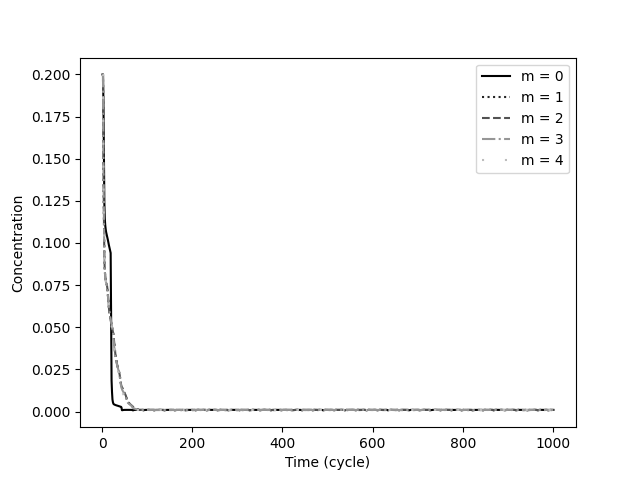 0.200
0.175
0.150
0.125
0.100
0.075
0.050
0.025
0.000
Concentration
0 200 400 600 800 1000
Time (cycle)
m = 0
m = 1
m = 2
m = 3
m = 4